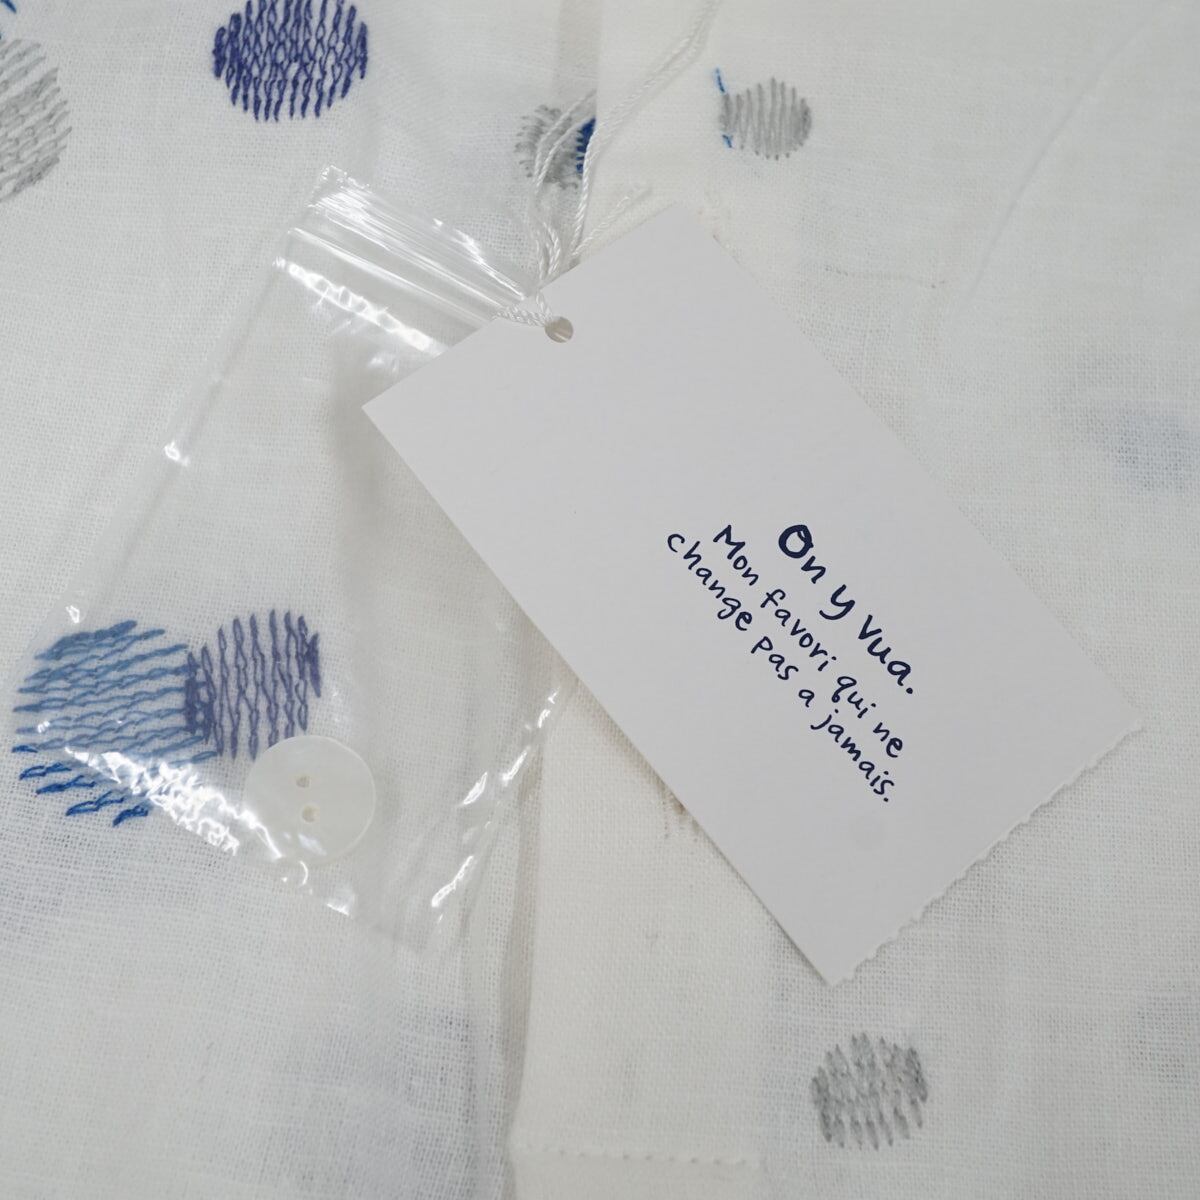 On y vua.
Mon favori qui ne
change pas a jamais.